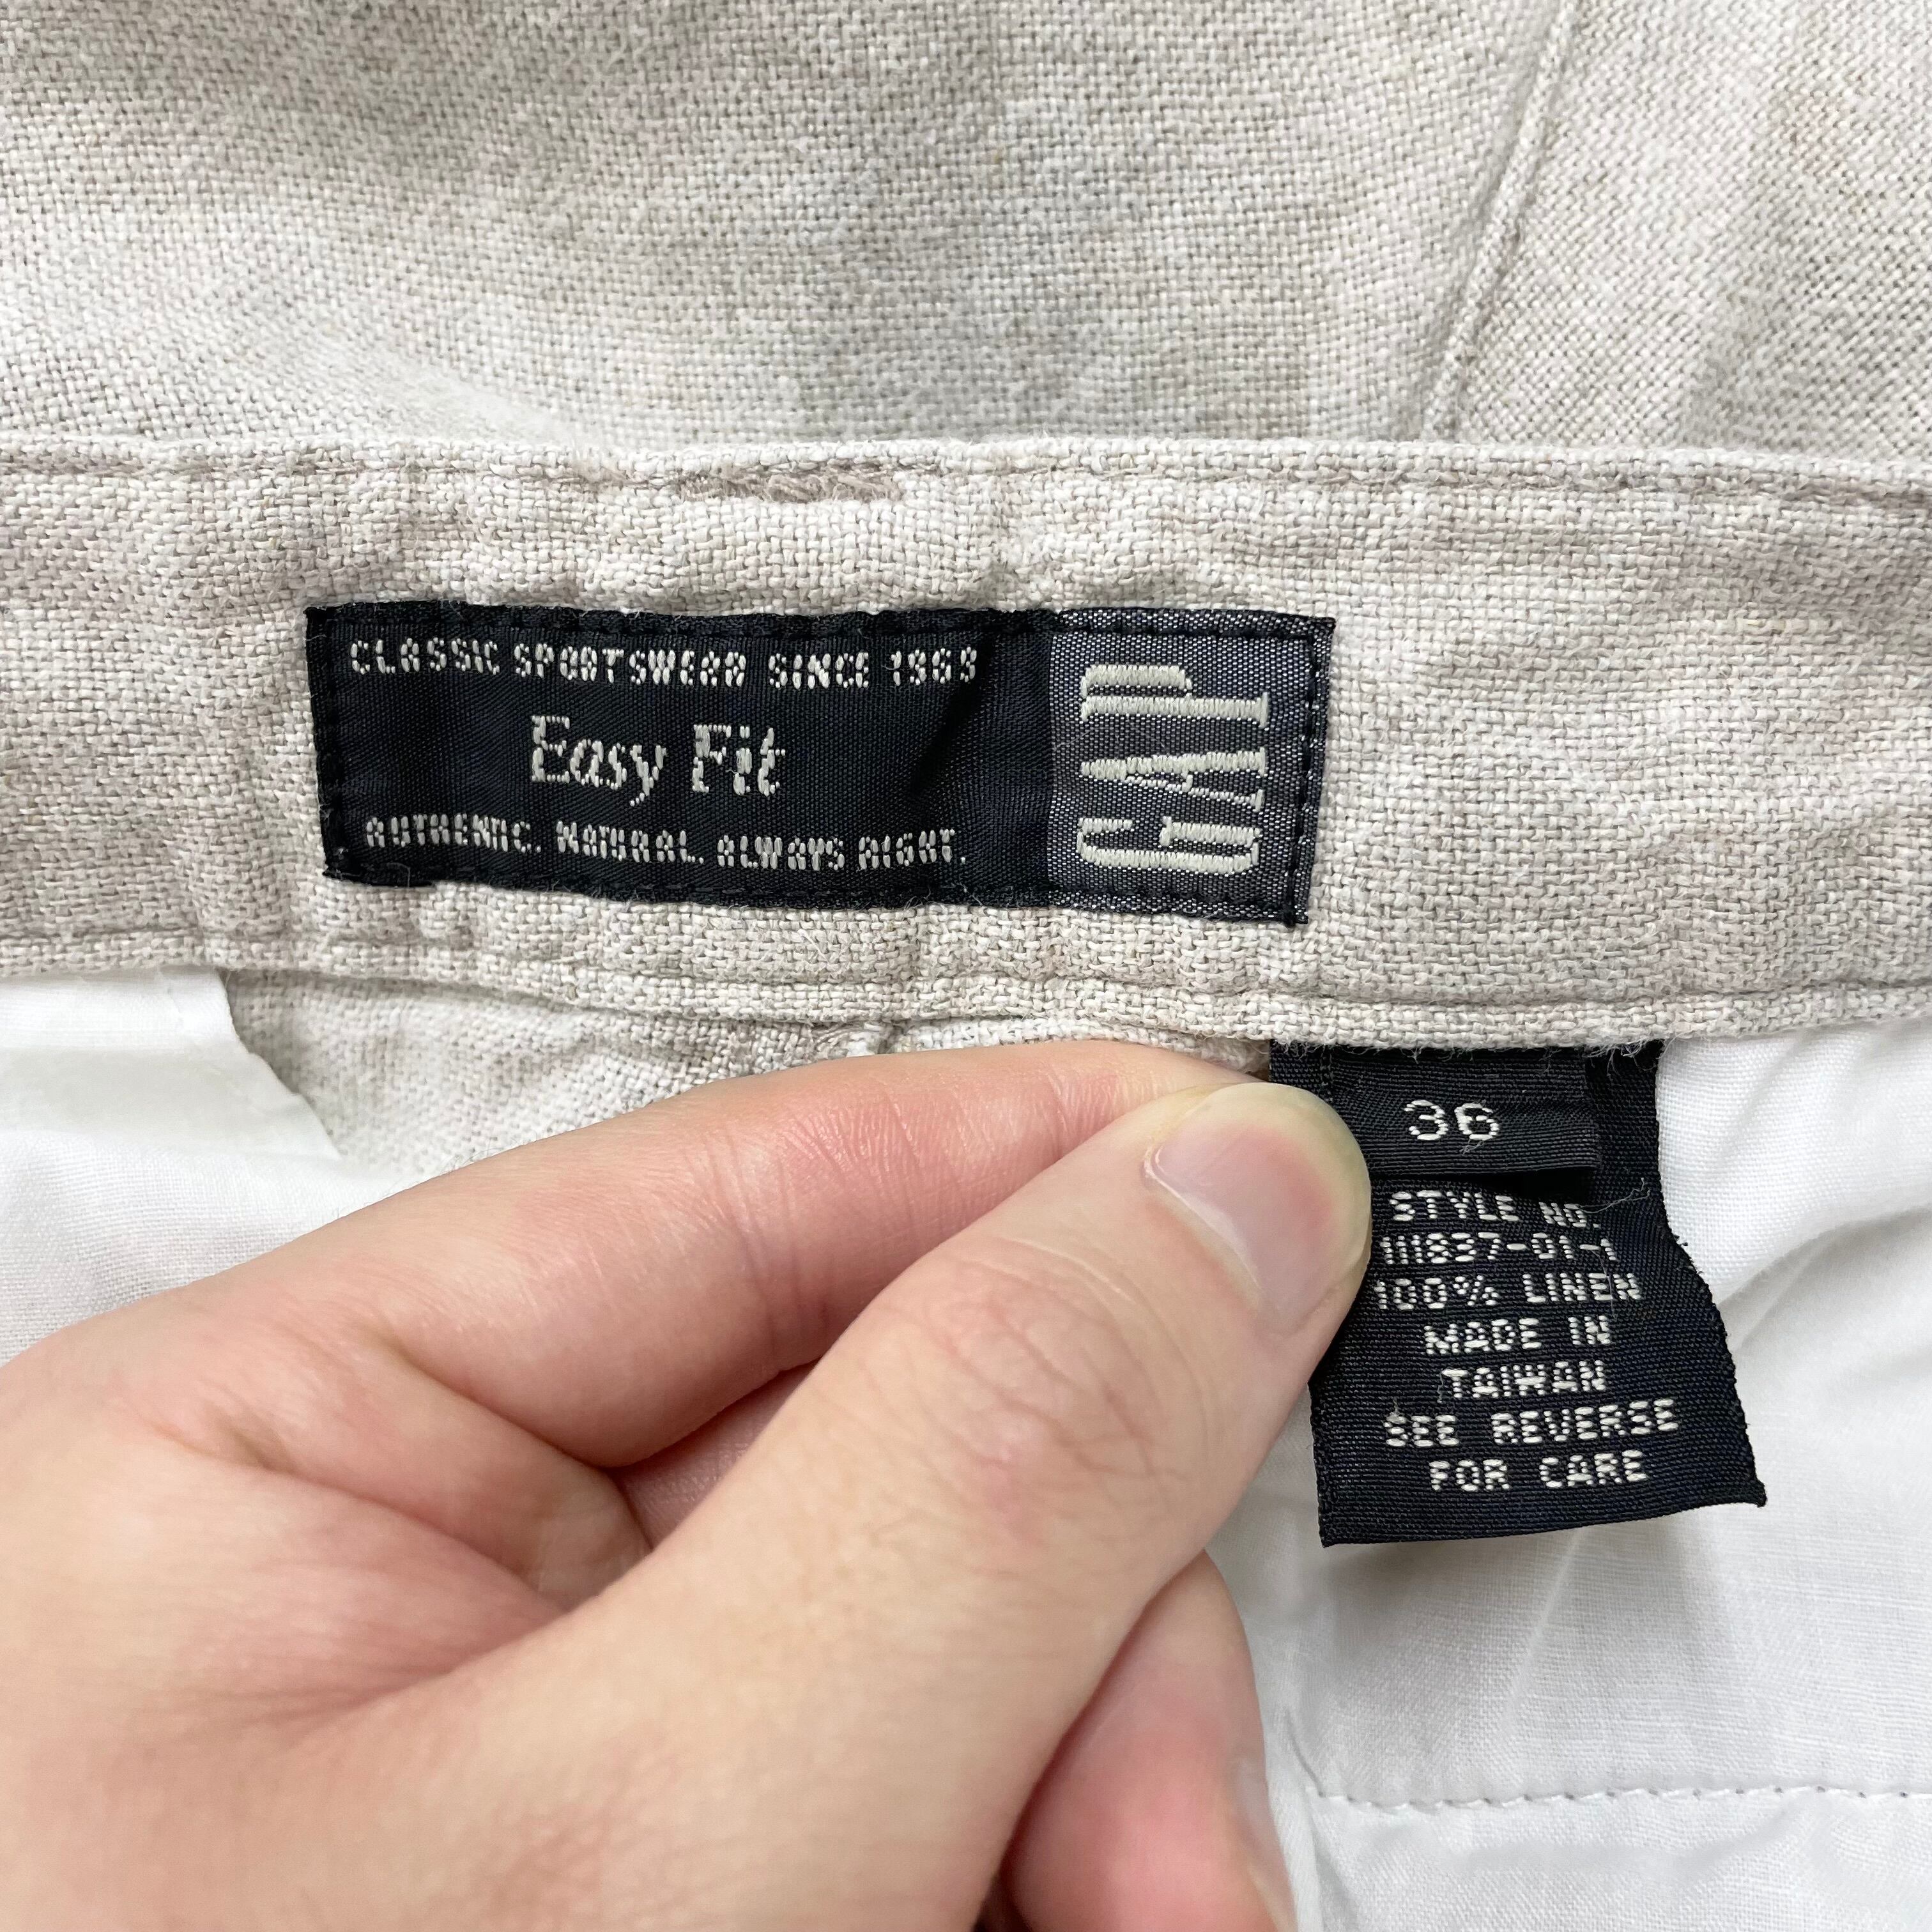 CLASSIC SPORTSWEAR SINCE 1969
Easy Fit
AUTHENTIC. NATURAL. ALWAYS RIGHT.
GAP
36
STYLE NO.
111837-01-1
100% LINEN
MADE IN
TAIWAN
SEE REVERSE
FOR CARE